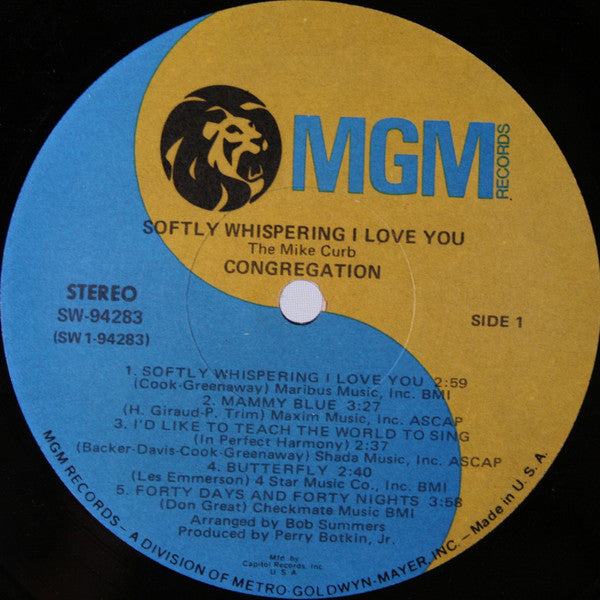 MGM
RECORDS
SOFTLY WHISPERING I LOVE YOU
The Mike Curb
CONGREGATION
STEREO
SW-94283
(SW 1-94283)
SIDE 1
1. SOFTLY WHISPERING I LOVE YOU 2:59
(Cook-Greenaway) Maribus Music, Inc. BMI
2. MAMMY BLUE 3:27
(H. Giraud-P. Trim) Maxim Music, Inc. ASCAP
3. I'D LIKE TO TEACH THE WORLD TO SING
(In Perfect Harmony) 2:37
(Backer-Davis-Cook-Greenaway) Shada Music, Inc. ASCAP
4. BUTTERFLY 2:40
(Les Emmerson) 4 Star Music Co., Inc. BMI
5. FORTY DAYS AND FORTY NIGHTS 3:58
(Don Great) Checkmate Music BMI
Arranged by Bob Summers
Produced by Perry Botkin, Jr.
Mfd. by
Capitol Records, Inc.
U S A
MGM RECORDS – A DIVISION OF METRO-GOLDWYN-MAYER, INC. – Made in U.S.A.